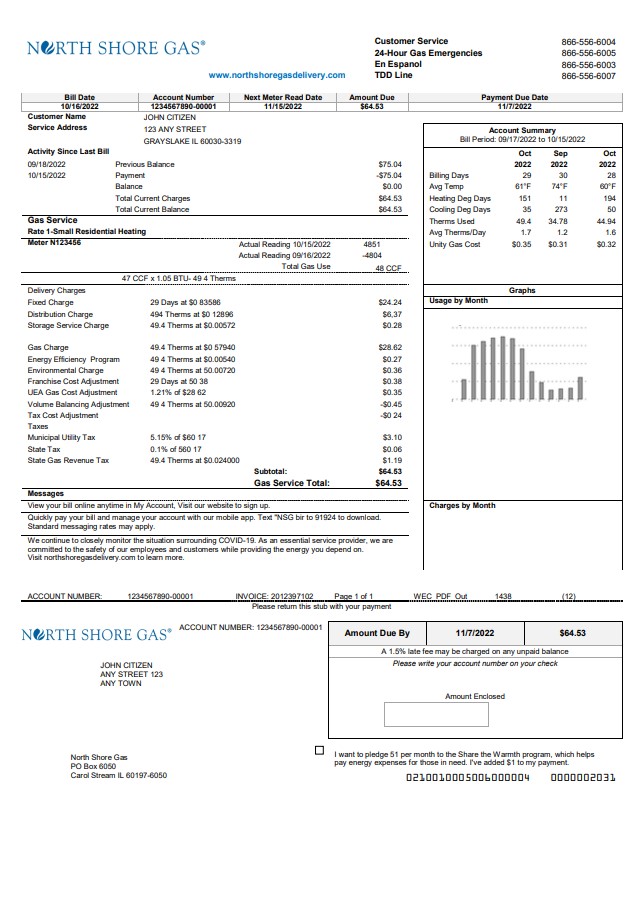 NORTH SHORE GAS®
www.northshoregasdelivery.com
Customer Service 866-556-6004
24-Hour Gas Emergencies 866-556-6005
En Espanol 866-556-6003
TDD Line 866-556-6007
Bill Date Account Number Next Meter Read Date Amount Due Payment Due Date
10/16/2022 1234567890-00001 11/15/2022 $64.53 11/7/2022
Customer Name JOHN CITIZEN
Service Address 123 ANY STREET
GRAYSLAKE IL 60030-3319
Activity Since Last Bill
09/18/2022 Previous Balance $75.04
10/15/2022 Payment -$75.04
Balance $0.00
Total Current Charges $64.53
Total Current Balance $64.53
Gas Service
Rate 1-Small Residential Heating
Meter N123456 Actual Reading 10/15/2022 4851
Actual Reading 09/16/2022 -4804
Total Gas Use 48 CCF
47 CCF x 1.05 BTU- 49 4 Therms
Delivery Charges
Fixed Charge 29 Days at $0 83586 $24.24
Distribution Charge 494 Therms at $0 12896 $6,37
Storage Service Charge 49.4 Therms at $0.00572 $0.28
Gas Charge 49.4 Therms at $0 57940 $28.62
Energy Efficiency Program 49 4 Therms at $0.00540 $0.27
Environmental Charge 49.4 Therms at 50.00720 $0.36
Franchise Cost Adjustment 29 Days at 50 38 $0.38
UEA Gas Cost Adjustment 1.21% of $28 62 $0.35
Volume Balancing Adjustment 49 4 Therms at 50.00920 -$0.45
Tax Cost Adjustment -$0 24
Taxes
Municipal Utility Tax 5.15% of $60 17 $3.10
State Tax 0.1% of 560 17 $0.06
State Gas Revenue Tax 49.4 Therms at $0.024000 $1.19
Subtotal: $64.53
Gas Service Total: $64.53
Messages
View your bill online anytime in My Account, Visit our website to sign up.
Quickly pay your bill and manage your account with our mobile app. Text "NSG bir to 91924 to download.
Standard messaging rates may apply.
We continue to closely monitor the situation surrounding COVID-19. As an essential service provider, we are
committed to the safety of our employees and customers while providing the energy you depend on.
Visit northshoregasdelivery.com to learn more.
Account Summary
Bill Period: 09/17/2022 to 10/15/2022
Oct Sep Oct
2022 2022 2022
Billing Days 29 30 28
Avg Temp 61°F 74°F 60°F
Heating Deg Days 151 11 194
Cooling Deg Days 35 273 50
Therms Used 49.4 34.78 44.94
Avg Therms/Day 1.7 1.2 1.6
Unity Gas Cost $0.35 $0.31 $0.32
Graphs
Usage by Month
Charges by Month
ACCOUNT NUMBER: 1234567890-00001 INVOICE: 2012397102 Page 1 of 1 WEC_PDF_Out 1438 (12)
Please return this stub with your payment
NORTH SHORE GAS® ACCOUNT NUMBER: 1234567890-00001
JOHN CITIZEN
ANY STREET 123
ANY TOWN
Amount Due By 11/7/2022 $64.53
A 1.5% late fee may be charged on any unpaid balance
Please write your account number on your check
Amount Enclosed
North Shore Gas
PO Box 6050
Carol Stream IL 60197-6050
I want to pledge 51 per month to the Share the Warmth program, which helps
pay energy expenses for those in need. I've added $1 to my payment.
0210010005006000004 0000002031